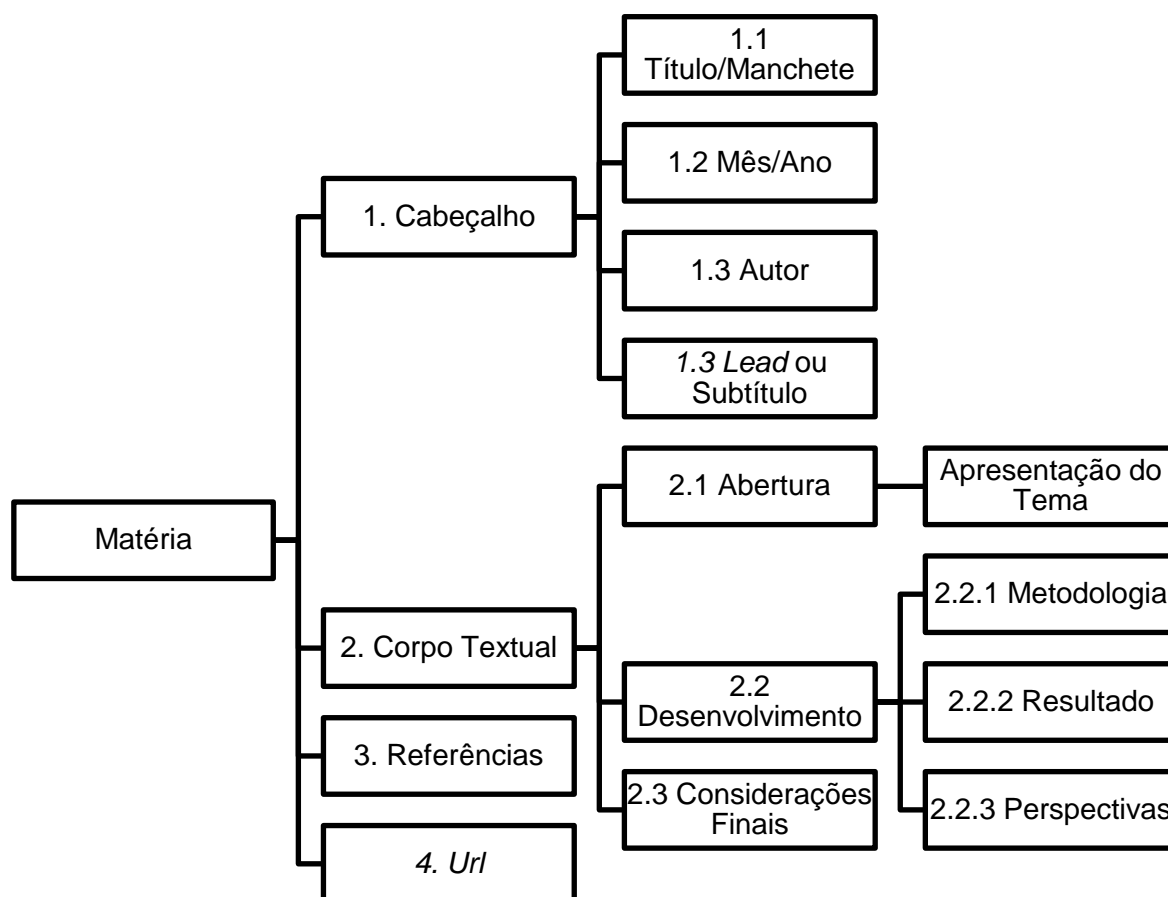 Matéria
1. Cabeçalho
1.1
Título/Manchete
1.2 Mês/Ano
1.3 Autor
1.3 Lead ou
Subtítulo
2. Corpo Textual
2.1 Abertura
Apresentação do
Tema
2.2
Desenvolvimento
2.2.1 Metodologia
2.2.2 Resultado
2.2.3 Perspectivas
2.3 Considerações
Finais
3. Referências
4. Url